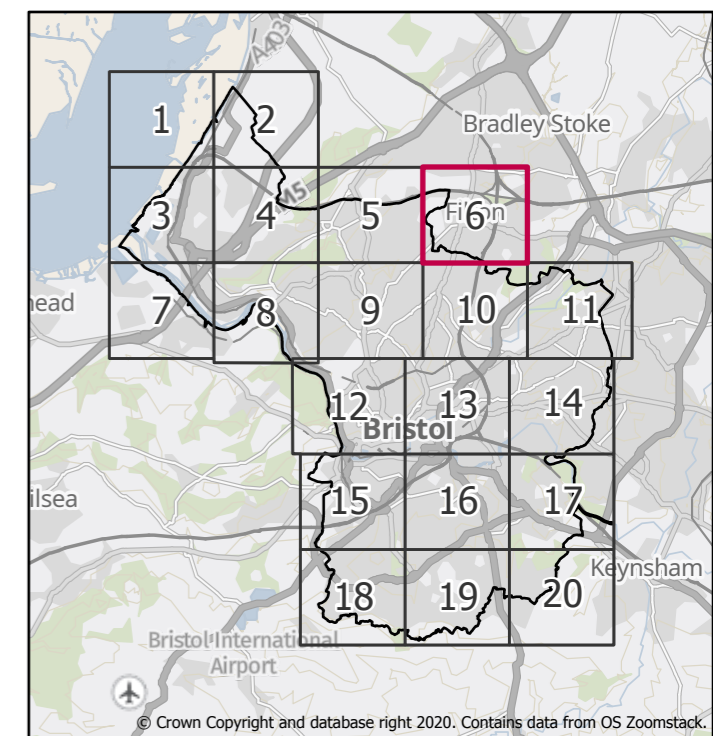 A403
1
2
Bradley Stoke
M5
3
4
5
6
Filton
ead
7
8
9
10
11
12
13
14
Bristol
ilsea
15
16
17
Keynsham
18
19
20
Bristol International
Airport
© Crown Copyright and database right 2020. Contains data from OS Zoomstack.